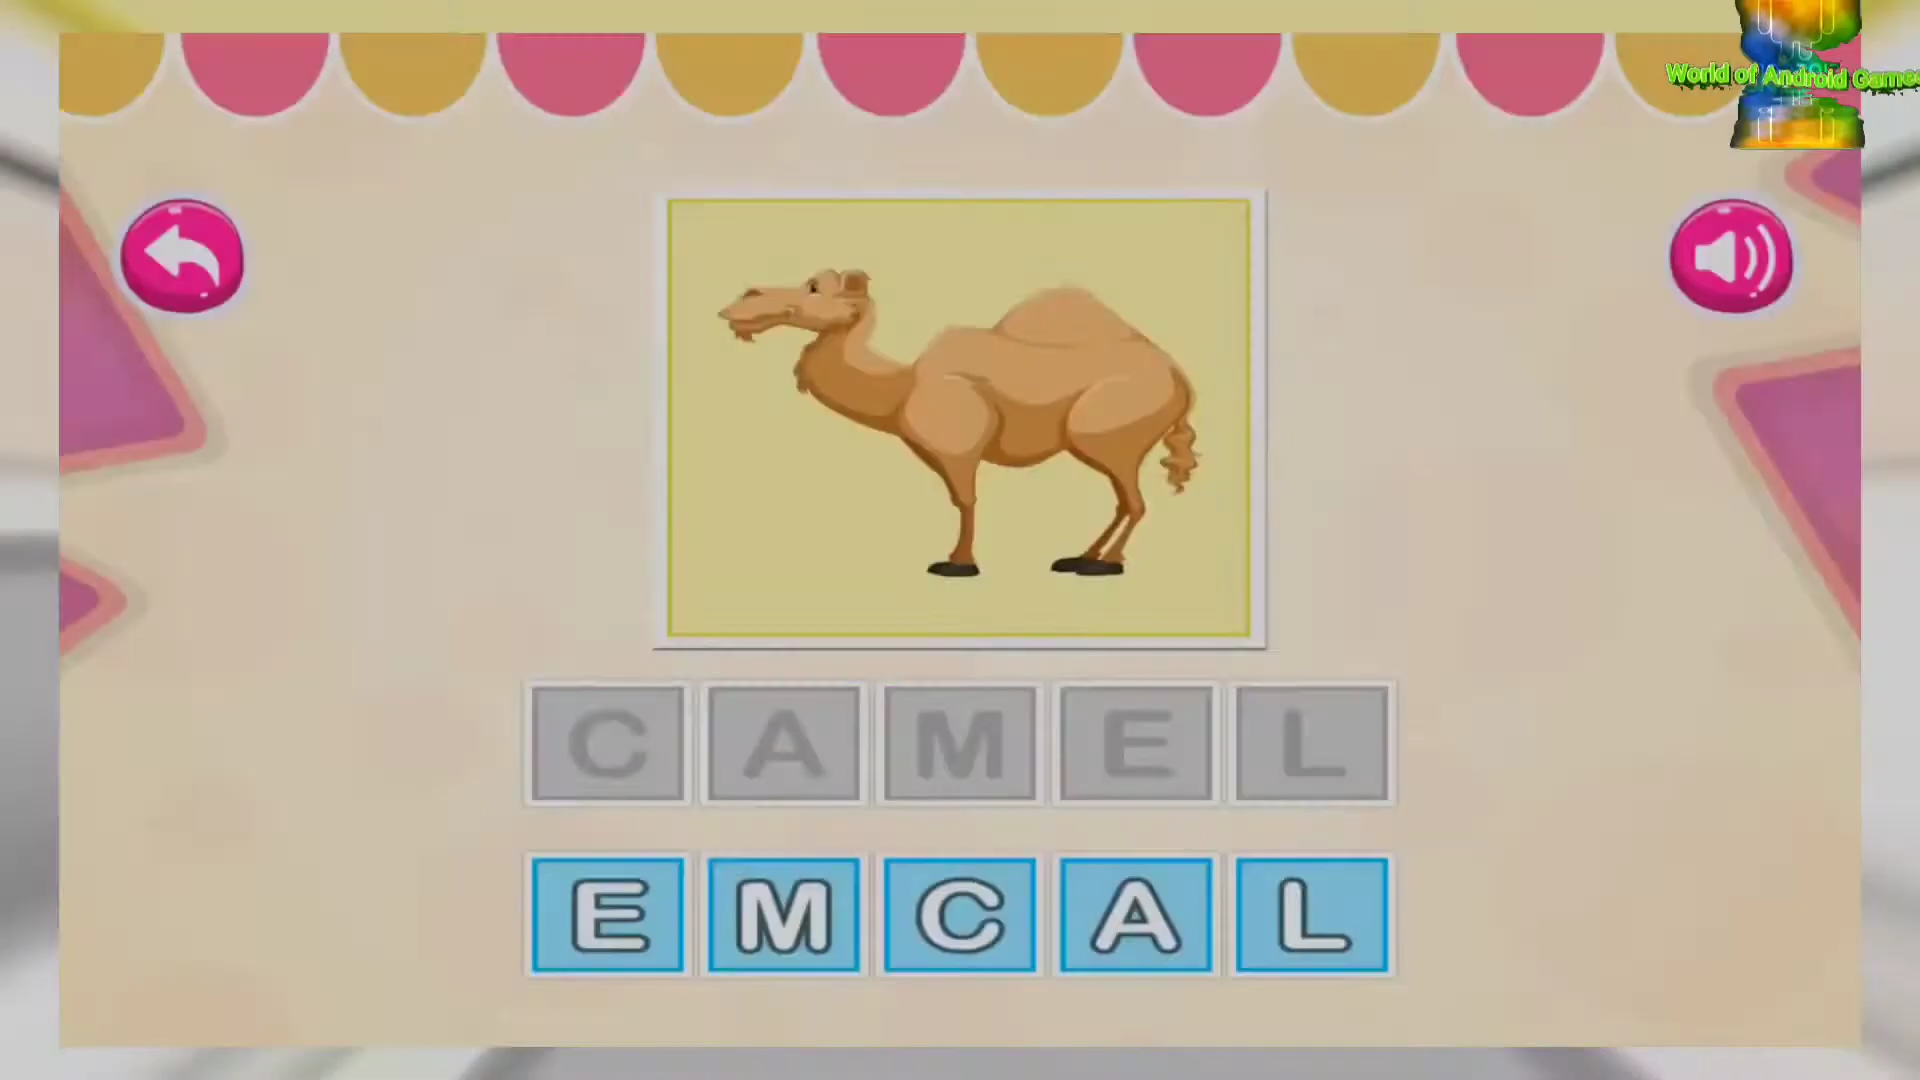 World of Android Games
C A M E L
E M C A L